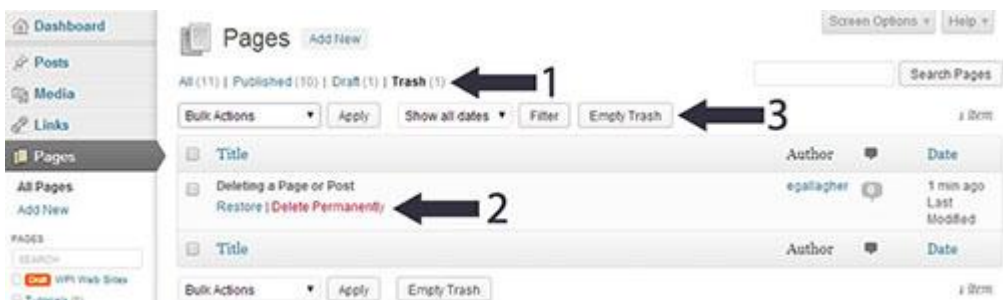 Dashboard
Posts
Media
Links
Pages
All Pages
Add New
PAGES
SEARCH
Draft WPI Web Sites
Screen Options Help
Pages Add New
All (11) | Published (10) | Draft (1) | Trash (1) 1
Search Pages
Bulk Actions Apply Show all dates Filter Empty Trash 3 1 item
Title Author Date
Deleting a Page or Post egallagher 0 1 min ago
Restore | Delete Permanently 2 Last
Modified
Title Author Date
Bulk Actions Apply Empty Trash 1 item